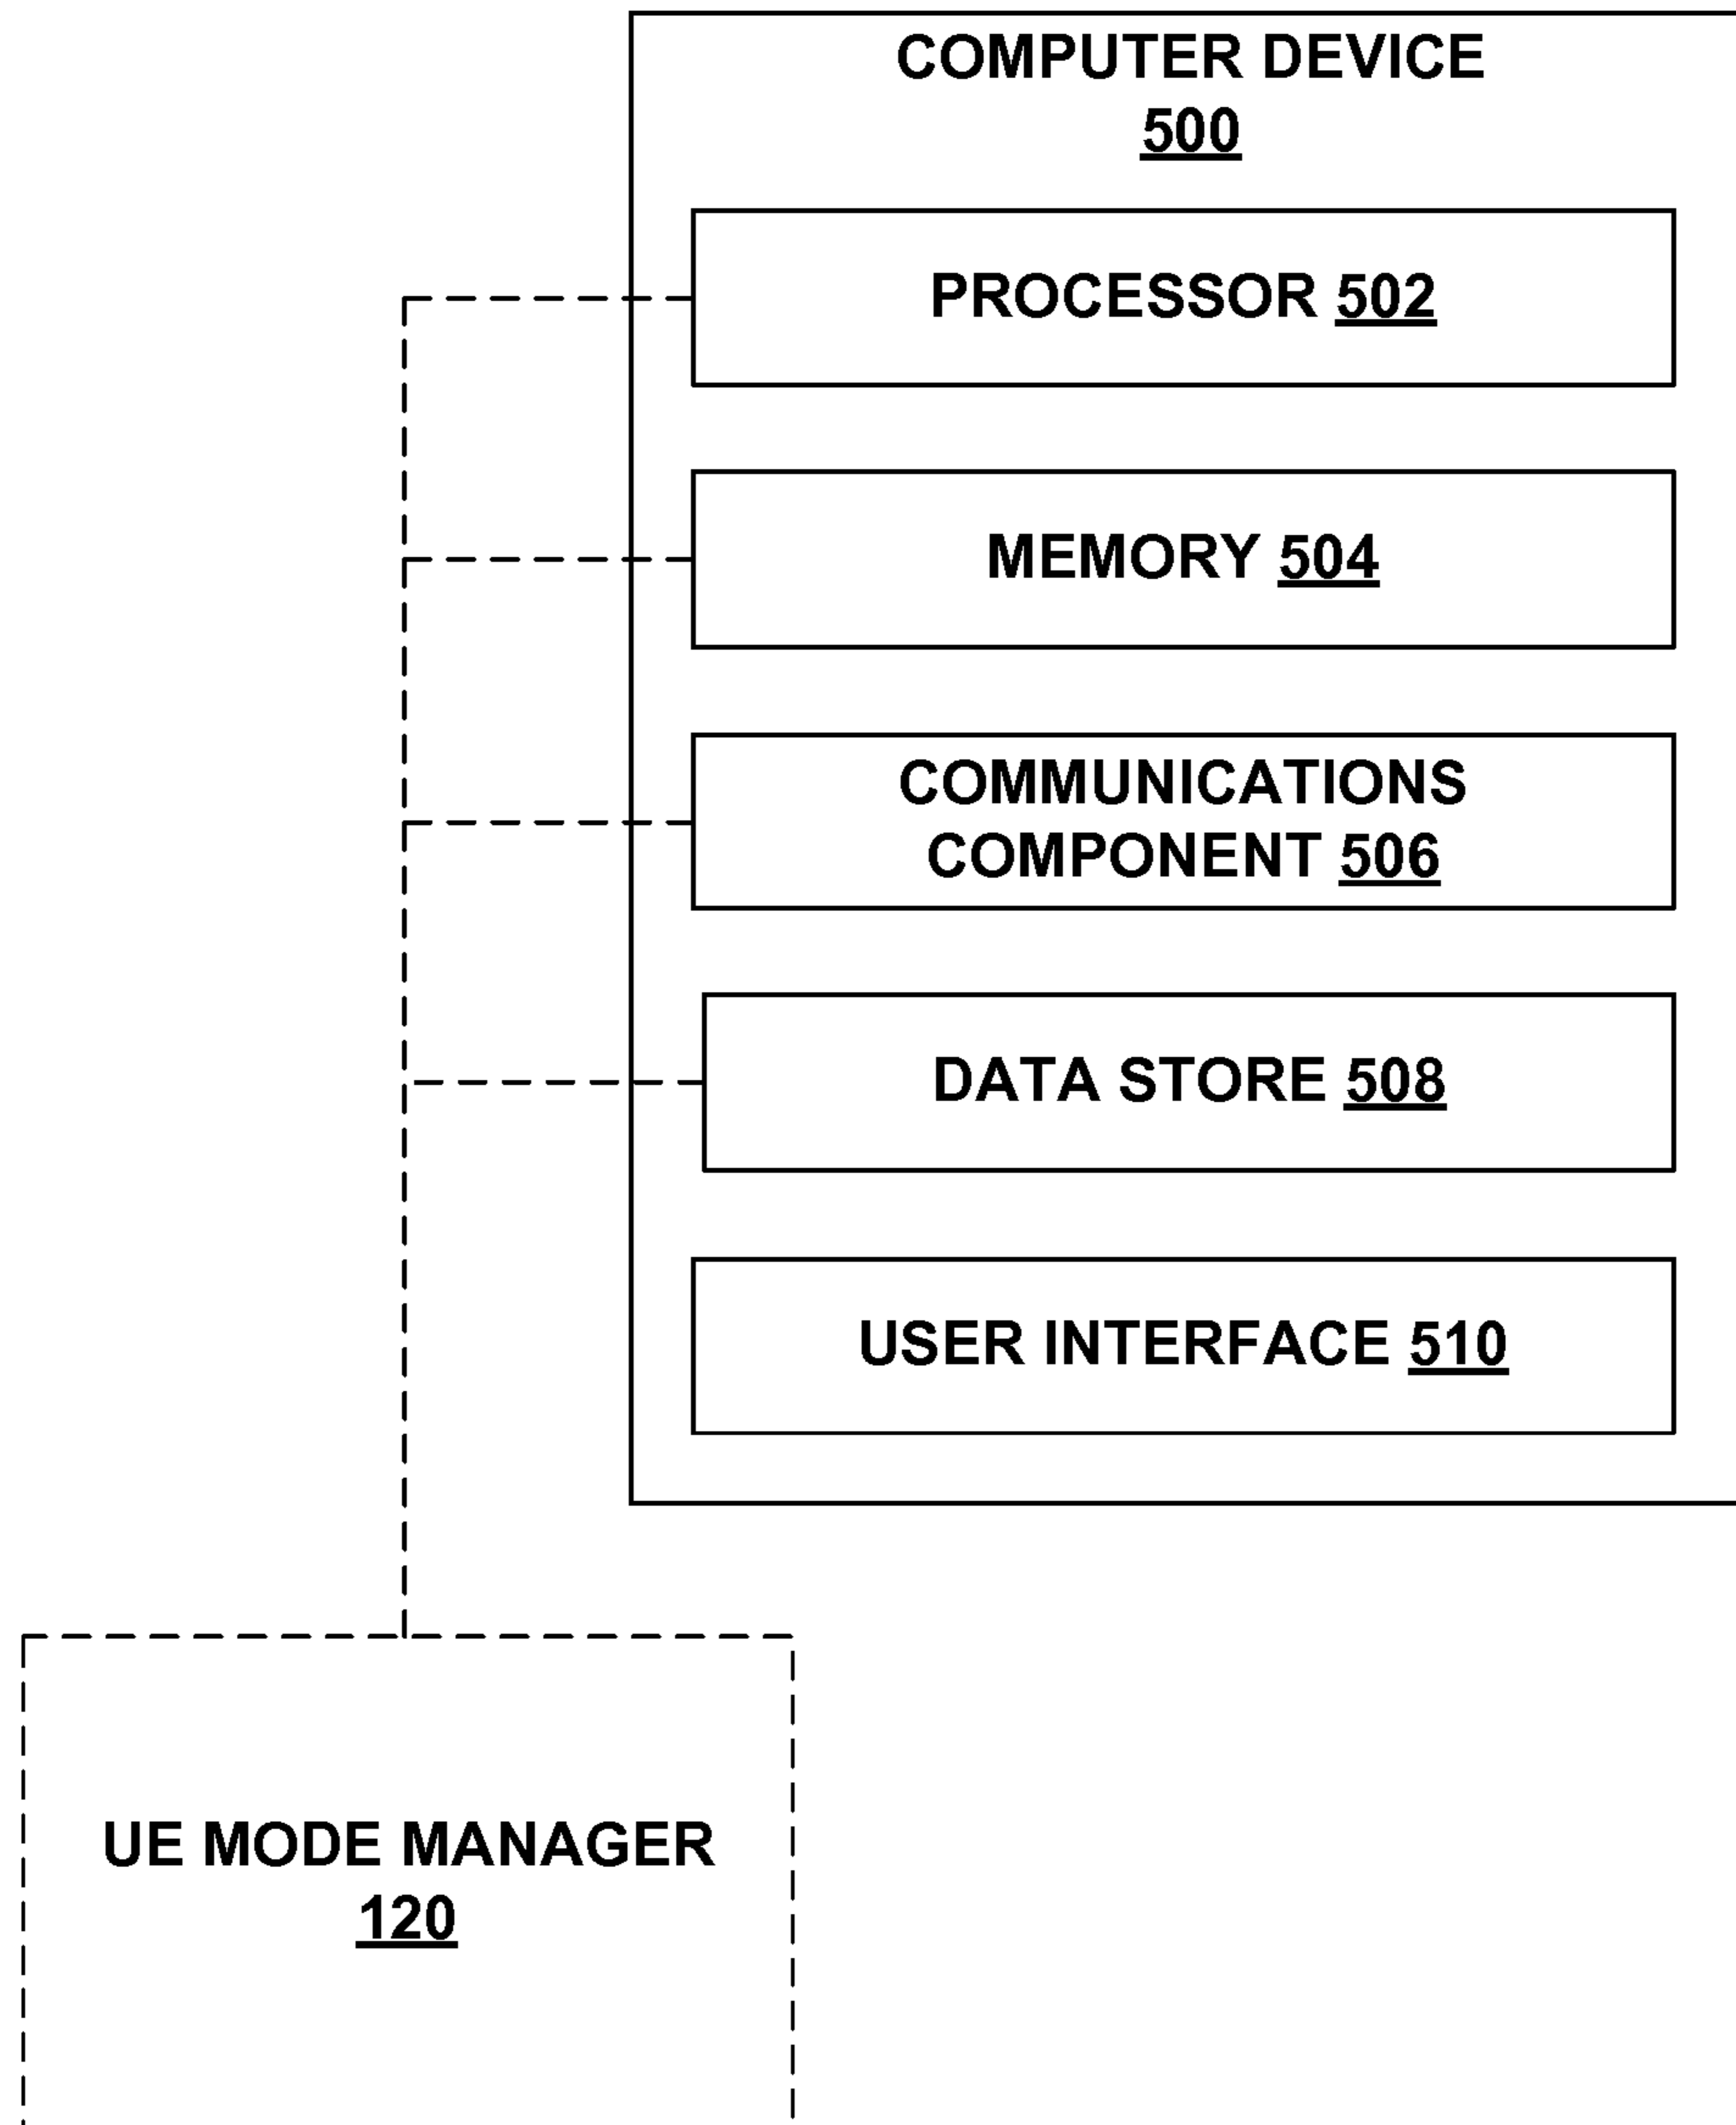 COMPUTER DEVICE
500
PROCESSOR 502
MEMORY 504
COMMUNICATIONS
COMPONENT 506
DATA STORE 508
USER INTERFACE 510
UE MODE MANAGER
120